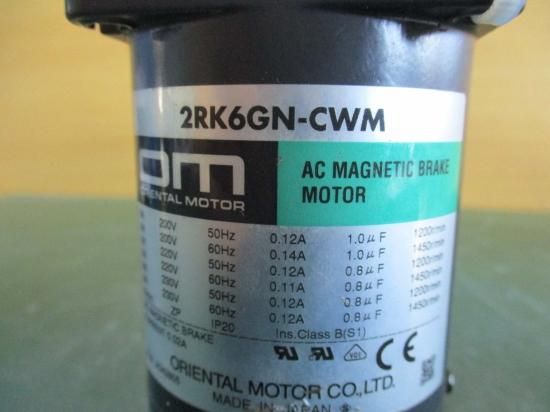 2RK6GN-CWM
OM
ORIENTAL MOTOR
AC MAGNETIC BRAKE
MOTOR
200V 50Hz 0.12A 1.0μF 1200r/min
200V 60Hz 0.14A 1.0μF 1450r/min
220V 50Hz 0.12A 0.8μF 1200r/min
220V 60Hz 0.11A 0.8μF 1450r/min
230V 50Hz 0.12A 0.8μF 1200r/min
230V 60Hz 0.12A 0.8μF 1450r/min
ZP IP20 Ins.Class B(S1)
MAGNETIC BRAKE
0.02A
CE
ORIENTAL MOTOR CO.,LTD.
MADE IN JAPAN